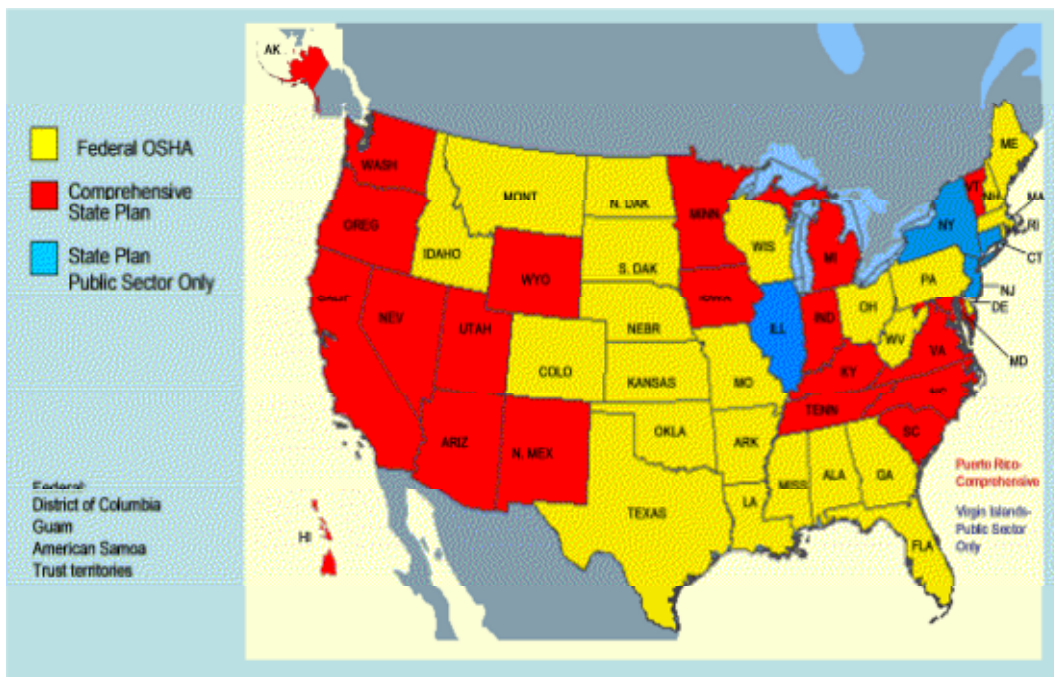 Federal OSHA
Comprehensive
State Plan
State Plan
Public Sector Only
Federal:
District of Columbia
Guam
American Samoa
Trust territories
AK
HI
WASH
OREG
IDAHO
MONT
N. DAK
S. DAK
MINN
WIS
MI
WYO
NEV
UTAH
COLO
NEBR
KANSAS
IOWA
MO
ILL
IND
OH
PA
NY
VT
NH
ME
MA
RI
CT
NJ
DE
MD
WV
VA
KY
TENN
SC
ARIZ
N. MEX
OKLA
ARK
TEXAS
LA
MISS
ALA
GA
FLA
Puerto Rico-
Comprehensive
Virgin Islands-
Public Sector
Only